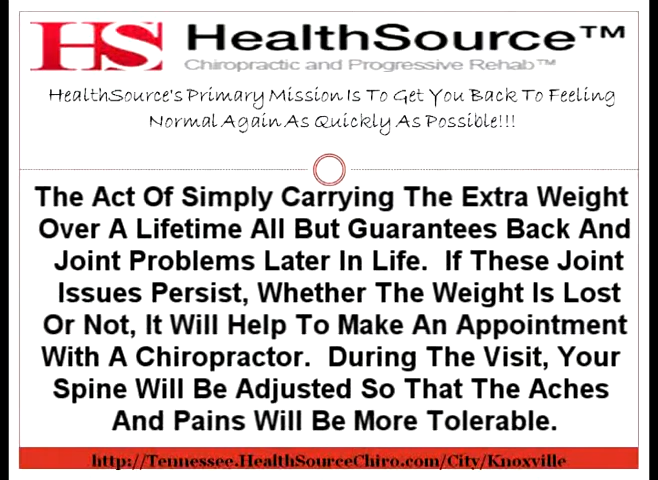 HS HealthSource™
Chiropractic and Progressive Rehab™
HealthSource's Primary Mission Is To Get You Back To Feeling
Normal Again As Quickly As Possible!!!
The Act Of Simply Carrying The Extra Weight
Over A Lifetime All But Guarantees Back And
Joint Problems Later In Life. If These Joint
Issues Persist, Whether The Weight Is Lost
Or Not, It Will Help To Make An Appointment
With A Chiropractor. During The Visit, Your
Spine Will Be Adjusted So That The Aches
And Pains Will Be More Tolerable.
http://Tennessee.HealthSourceChiro.com/City/Knoxville